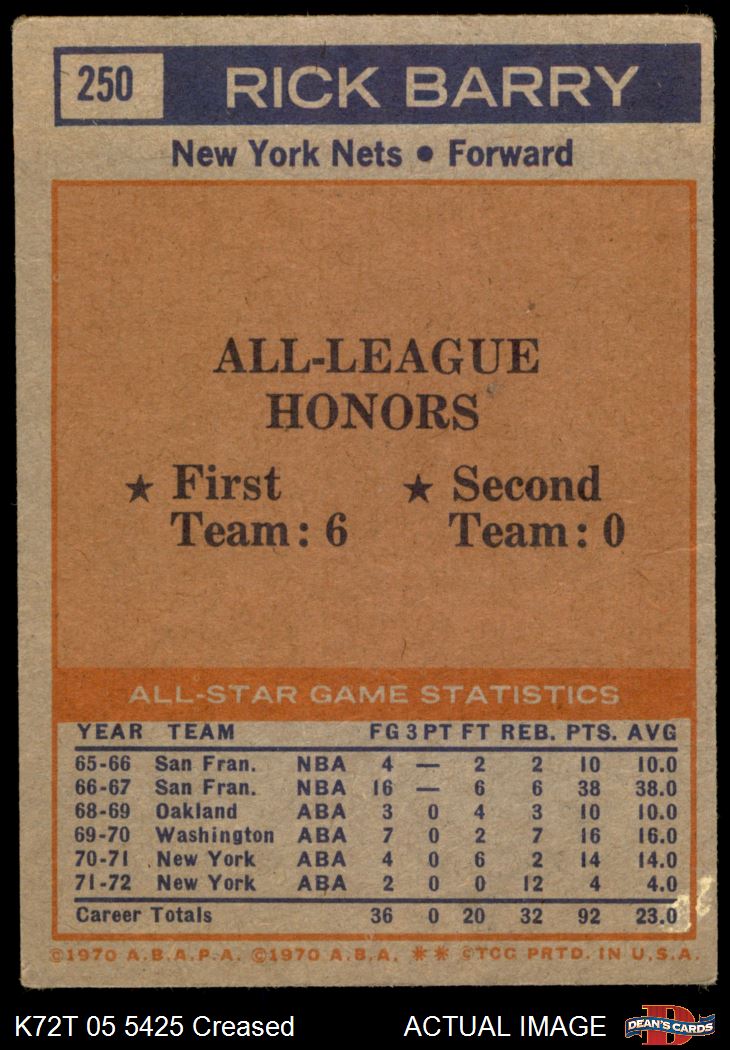 250 RICK BARRY
New York Nets • Forward
ALL-LEAGUE
HONORS
★ First ★ Second
Team: 6 Team: 0
ALL-STAR GAME STATISTICS
YEAR TEAM FG 3 PT FT REB. PTS. AVG
65-66 San Fran. NBA 4 — 2 2 10 10.0
66-67 San Fran. NBA 16 — 6 6 38 38.0
68-69 Oakland ABA 3 0 4 3 10 10.0
69-70 Washington ABA 7 0 2 7 16 16.0
70-71 New York ABA 4 0 6 2 14 14.0
71-72 New York ABA 2 0 0 12 4 4.0
Career Totals 36 0 20 32 92 23.0
©1970 A.B.A.P.A. ©1970 A.B.A. ** ©TCG PRTD. IN U.S.A.
K72T 05 5425 Creased ACTUAL IMAGE D DEAN'S CARDS